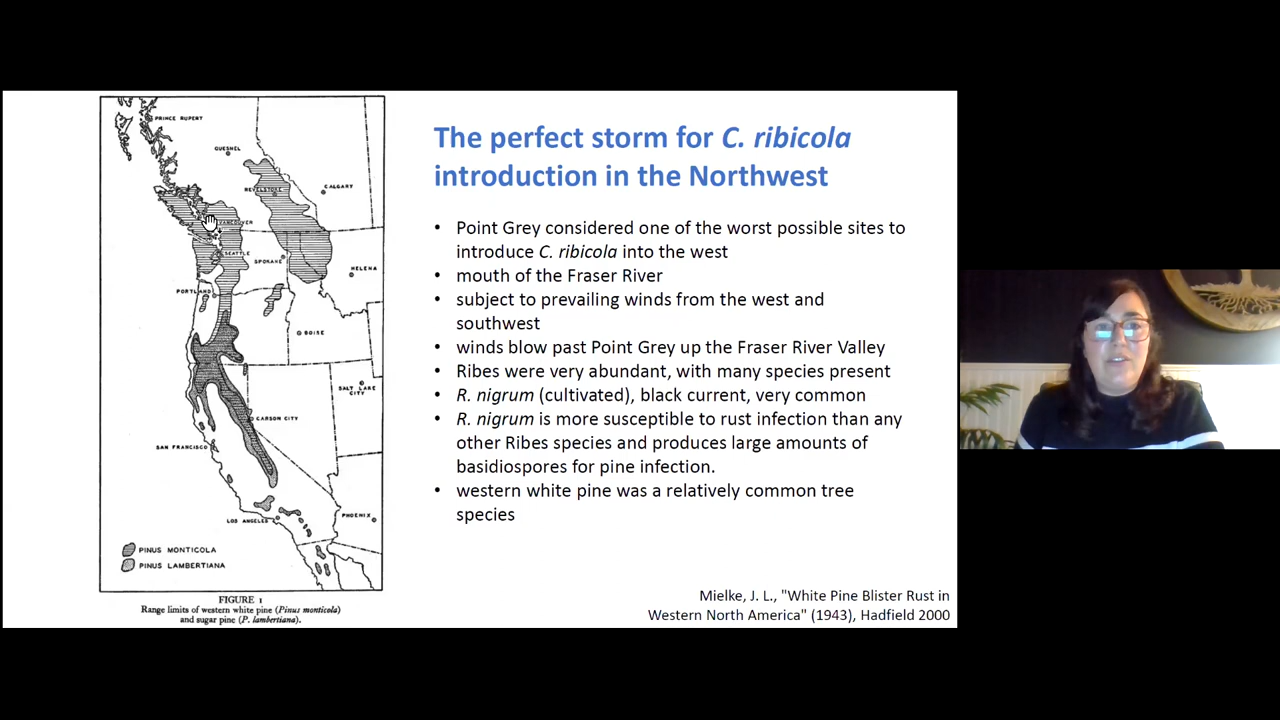 PRINCE RUPERT
QUESNEL
REVELSTOKE
CALGARY
VANCOUVER
SEATTLE
SPOKANE
HELENA
PORTLAND
BOISE
SALT LAKE
CITY
CARSON CITY
SAN FRANCISCO
LOS ANGELES
PHOENIX
PINUS MONTICOLA
PINUS LAMBERTIANA
FIGURE 1
Range limits of western white pine (Pinus monticola)
and sugar pine (P. lambertiana).
The perfect storm for C. ribicola
introduction in the Northwest
• Point Grey considered one of the worst possible sites to
introduce C. ribicola into the west
• mouth of the Fraser River
• subject to prevailing winds from the west and
southwest
• winds blow past Point Grey up the Fraser River Valley
• Ribes were very abundant, with many species present
• R. nigrum (cultivated), black current, very common
• R. nigrum is more susceptible to rust infection than any
other Ribes species and produces large amounts of
basidiospores for pine infection.
• western white pine was a relatively common tree
species
Mielke, J. L., "White Pine Blister Rust in
Western North America" (1943), Hadfield 2000